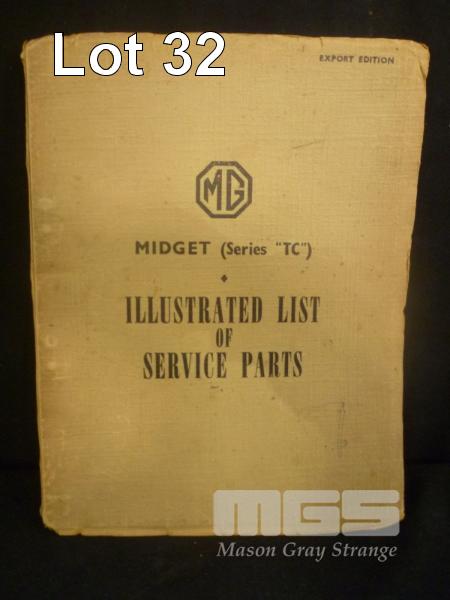 Lot 32
EXPORT EDITION
MG
MIDGET (Series "TC")
ILLUSTRATED LIST
OF
SERVICE PARTS
MGS
Mason Gray Strange